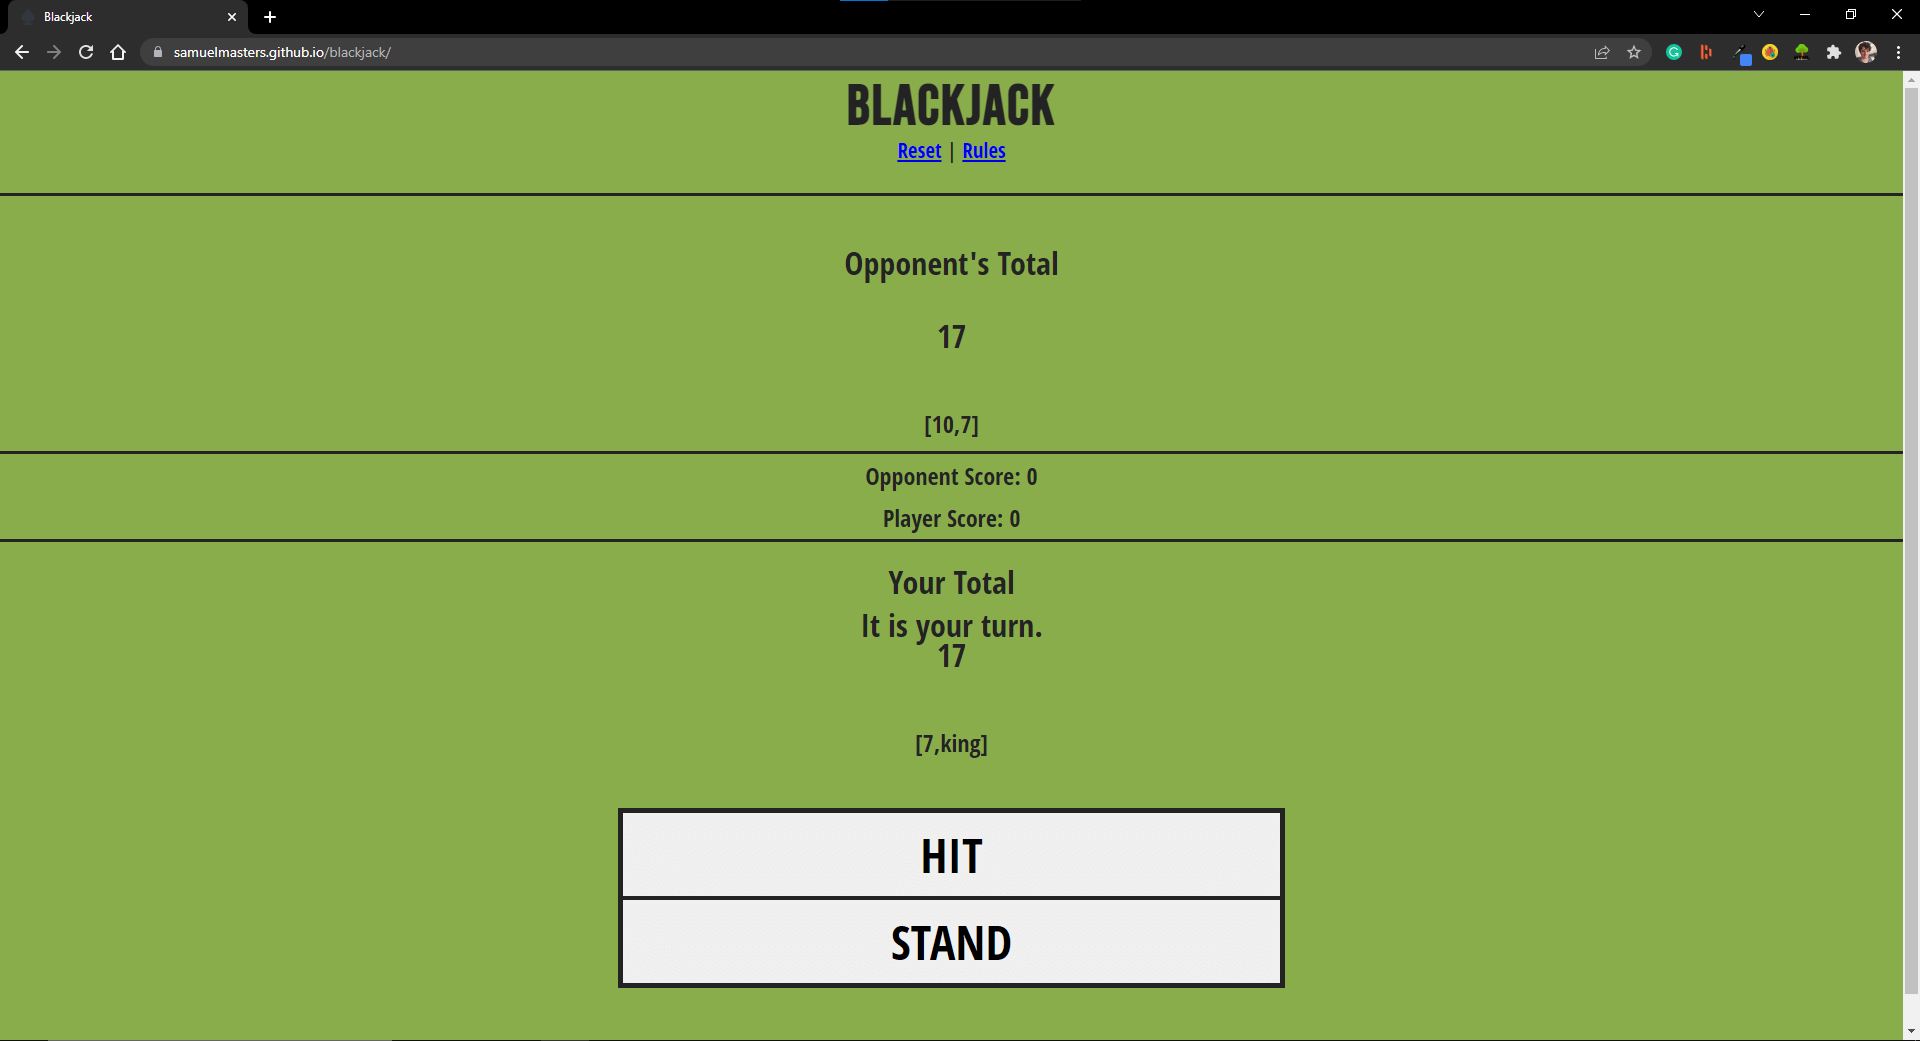 Blackjack
samuelmasters.github.io/blackjack/
BLACKJACK
Reset | Rules
Opponent's Total
17
[10,7]
Opponent Score: 0
Player Score: 0
Your Total
It is your turn.
17
[7,king]
HIT
STAND